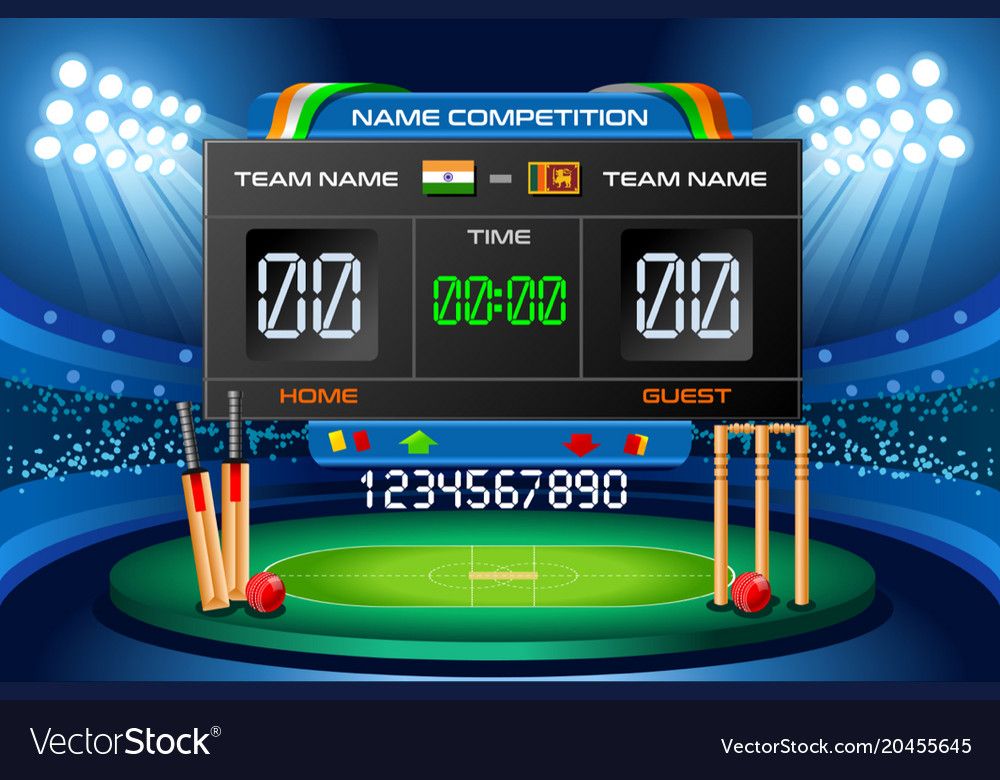 NAME COMPETITION
TEAM NAME - TEAM NAME
TIME
00 00:00 00
HOME GUEST
1234567890
VectorStock®
VectorStock.com/20455645